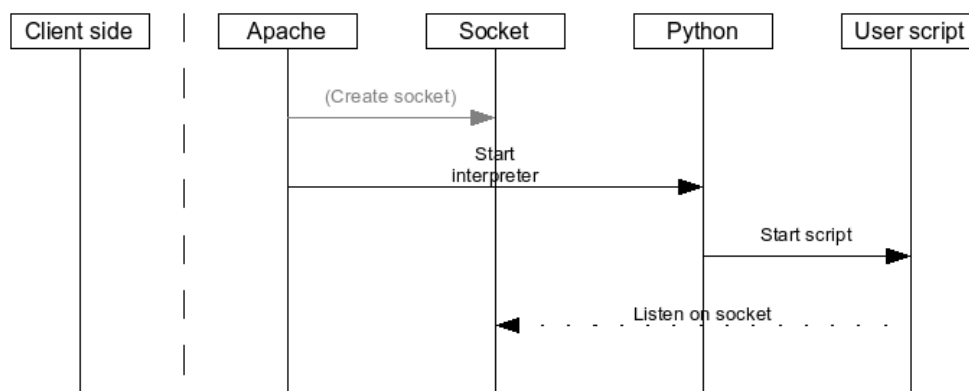 Client side
Apache
Socket
Python
User script
(Create socket)
Start
interpreter
Start script
Listen on socket